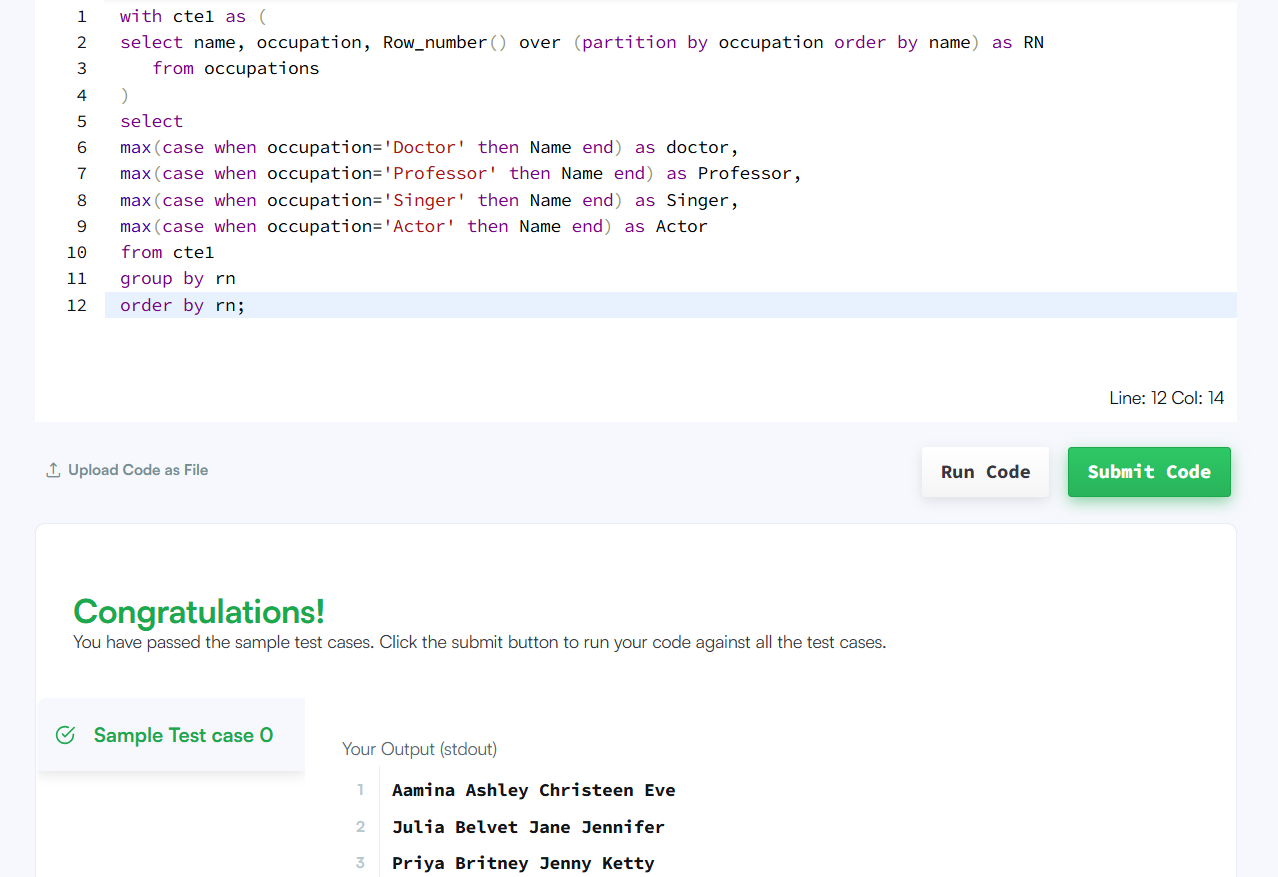 1 with cte1 as (
2 select name, occupation, Row_number() over (partition by occupation order by name) as RN
3 from occupations
4 )
5 select
6 max(case when occupation='Doctor' then Name end) as doctor,
7 max(case when occupation='Professor' then Name end) as Professor,
8 max(case when occupation='Singer' then Name end) as Singer,
9 max(case when occupation='Actor' then Name end) as Actor
10 from cte1
11 group by rn
12 order by rn;
Line: 12 Col: 14
Upload Code as File
Run Code
Submit Code
Congratulations!
You have passed the sample test cases. Click the submit button to run your code against all the test cases.
Sample Test case 0
Your Output (stdout)
1 Aamina Ashley Christeen Eve
2 Julia Belvet Jane Jennifer
3 Priya Britney Jenny Ketty